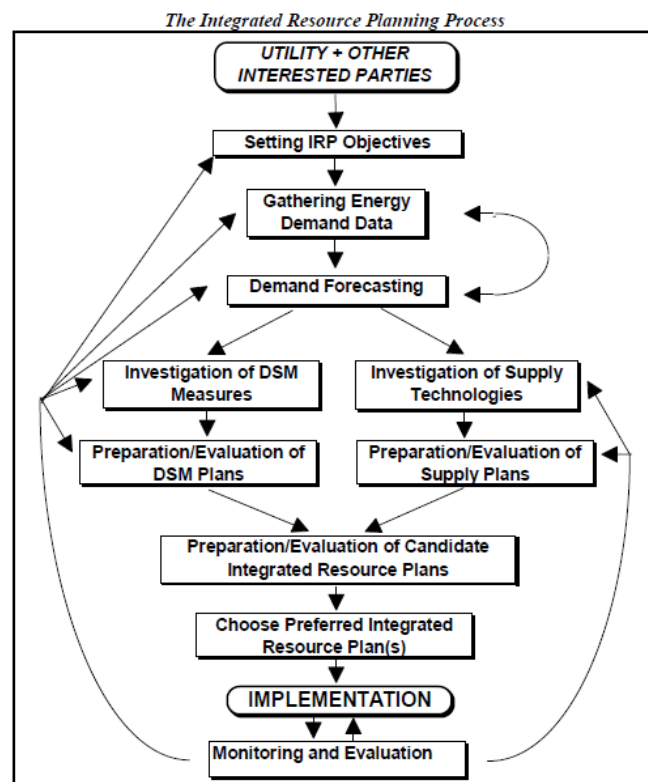 The Integrated Resource Planning Process
UTILITY + OTHER
INTERESTED PARTIES
Setting IRP Objectives
Gathering Energy
Demand Data
Demand Forecasting
Investigation of DSM
Measures
Investigation of Supply
Technologies
Preparation/Evaluation of
DSM Plans
Preparation/Evaluation of
Supply Plans
Preparation/Evaluation of Candidate
Integrated Resource Plans
Choose Preferred Integrated
Resource Plan(s)
IMPLEMENTATION
Monitoring and Evaluation